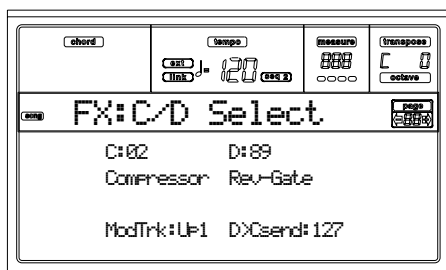 chord tempo measure transpose
ext link ♩= 120 seq 2 888 C 0
octave
song FX:C/D Select page 88
C:02 D:89
Compressor Rev-Gate
ModTrk:UP1 D>Csend:127